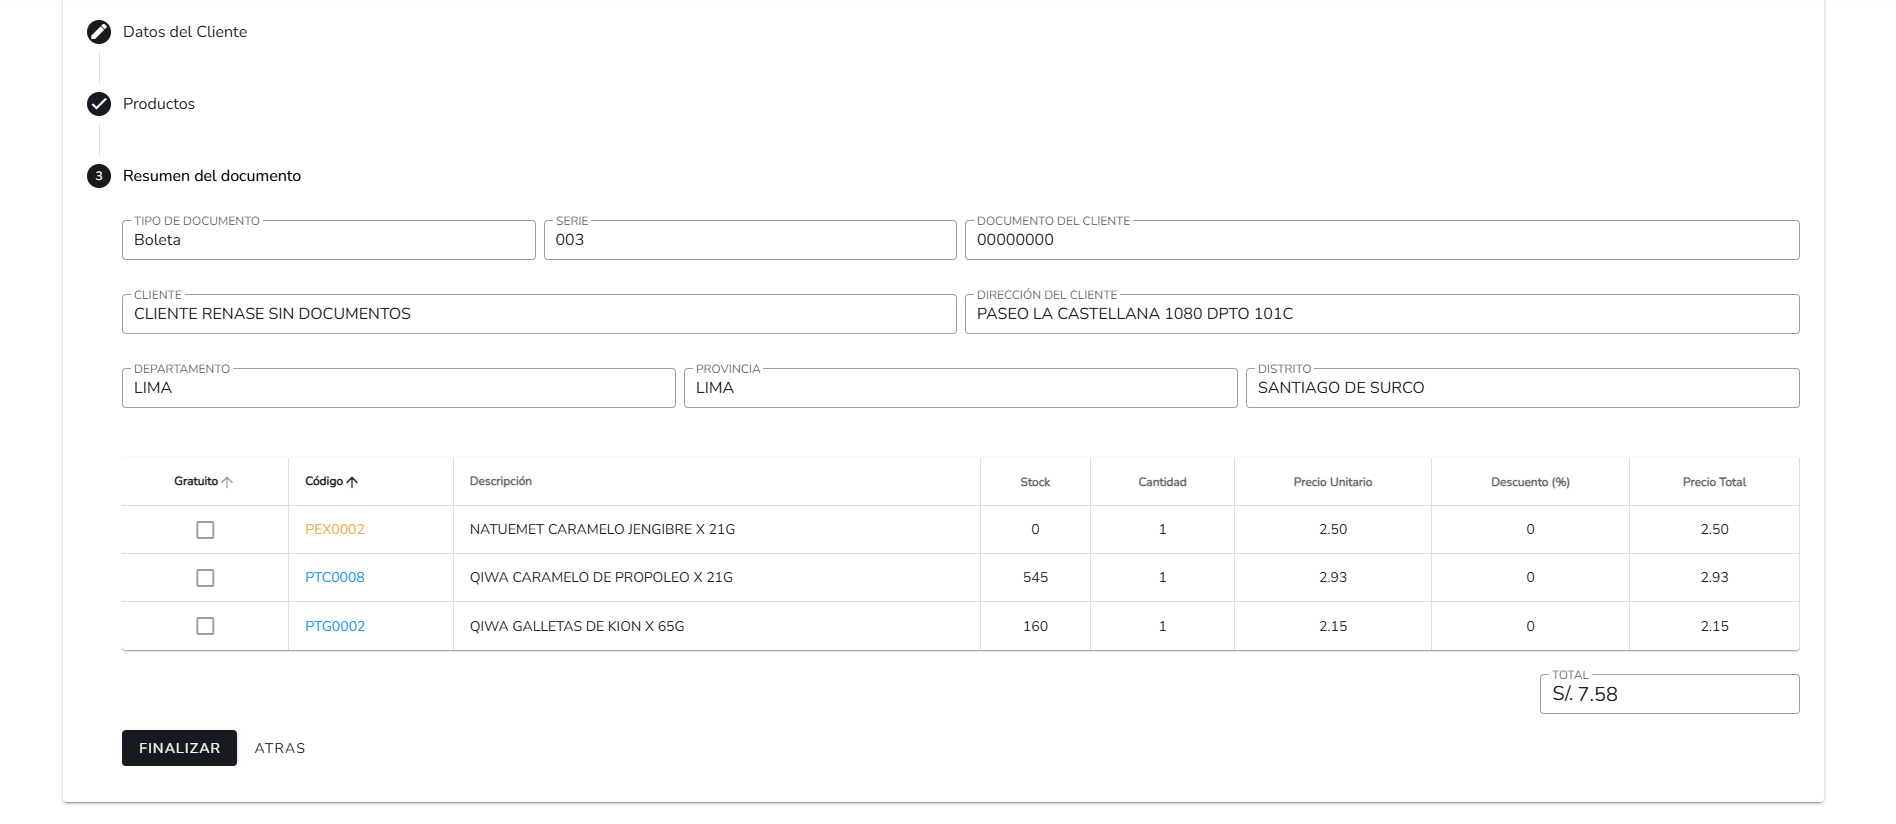 Datos del Cliente
Productos
3 Resumen del documento
TIPO DE DOCUMENTO SERIE DOCUMENTO DEL CLIENTE
Boleta 003 00000000
CLIENTE DIRECCIÓN DEL CLIENTE
CLIENTE RENASE SIN DOCUMENTOS PASEO LA CASTELLANA 1080 DPTO 101C
DEPARTAMENTO PROVINCIA DISTRITO
LIMA LIMA SANTIAGO DE SURCO
Gratuito Código Descripción Stock Cantidad Precio Unitario Descuento (%) Precio Total
PEX0002 NATUEMET CARAMELO JENGIBRE X 21G 0 1 2.50 0 2.50
PTC0008 QIWA CARAMELO DE PROPOLEO X 21G 545 1 2.93 0 2.93
PTG0002 QIWA GALLETAS DE KION X 65G 160 1 2.15 0 2.15
TOTAL
S/. 7.58
FINALIZAR ATRAS